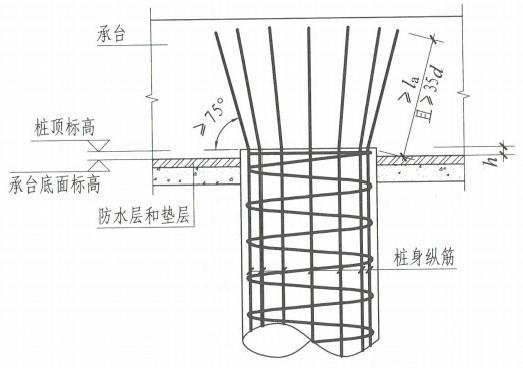 承台
≥la
且≥35d
≥75°
桩顶标高
h
承台底面标高
防水层和垫层
桩身纵筋